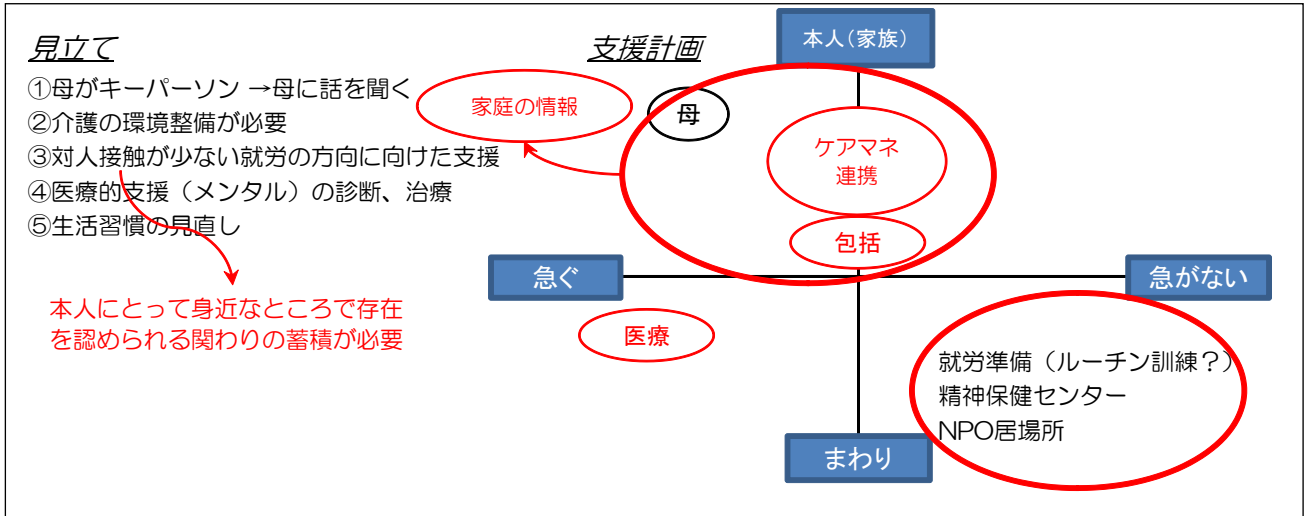 見立て
①母がキーパーソン →母に話を聞く
②介護の環境整備が必要
③対人接触が少ない就労の方向に向けた支援
④医療的支援（メンタル）の診断、治療
⑤生活習慣の見直し
本人にとって身近なところで存在
を認められる関わりの蓄積が必要
支援計画
本人（家族）
家庭の情報
母
ケアマネ
連携
包括
急ぐ
急がない
医療
就労準備（ルーチン訓練？）
精神保健センター
NPO居場所
まわり